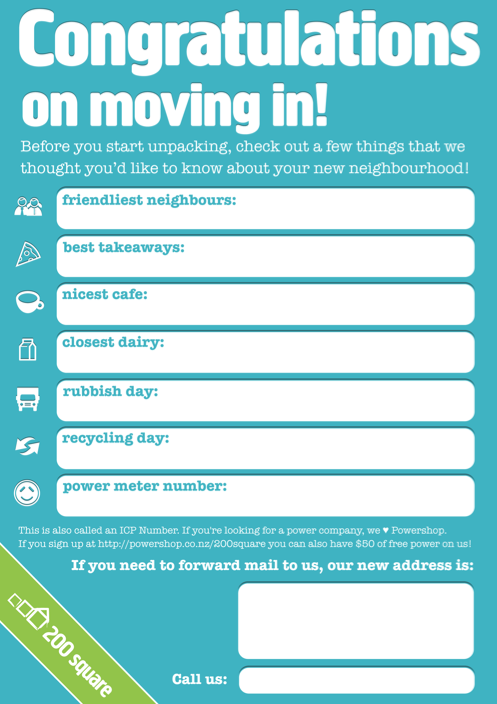 Congratulations
on moving in!
Before you start unpacking, check out a few things that we
thought you'd like to know about your new neighbourhood!
friendliest neighbours:
best takeaways:
nicest cafe:
closest dairy:
rubbish day:
recycling day:
power meter number:
This is also called an ICP Number. If you're looking for a power company, we ♥ Powershop.
If you sign up at http://powershop.co.nz/200square you can also have $50 of free power on us!
If you need to forward mail to us, our new address is:
200 square
Call us: